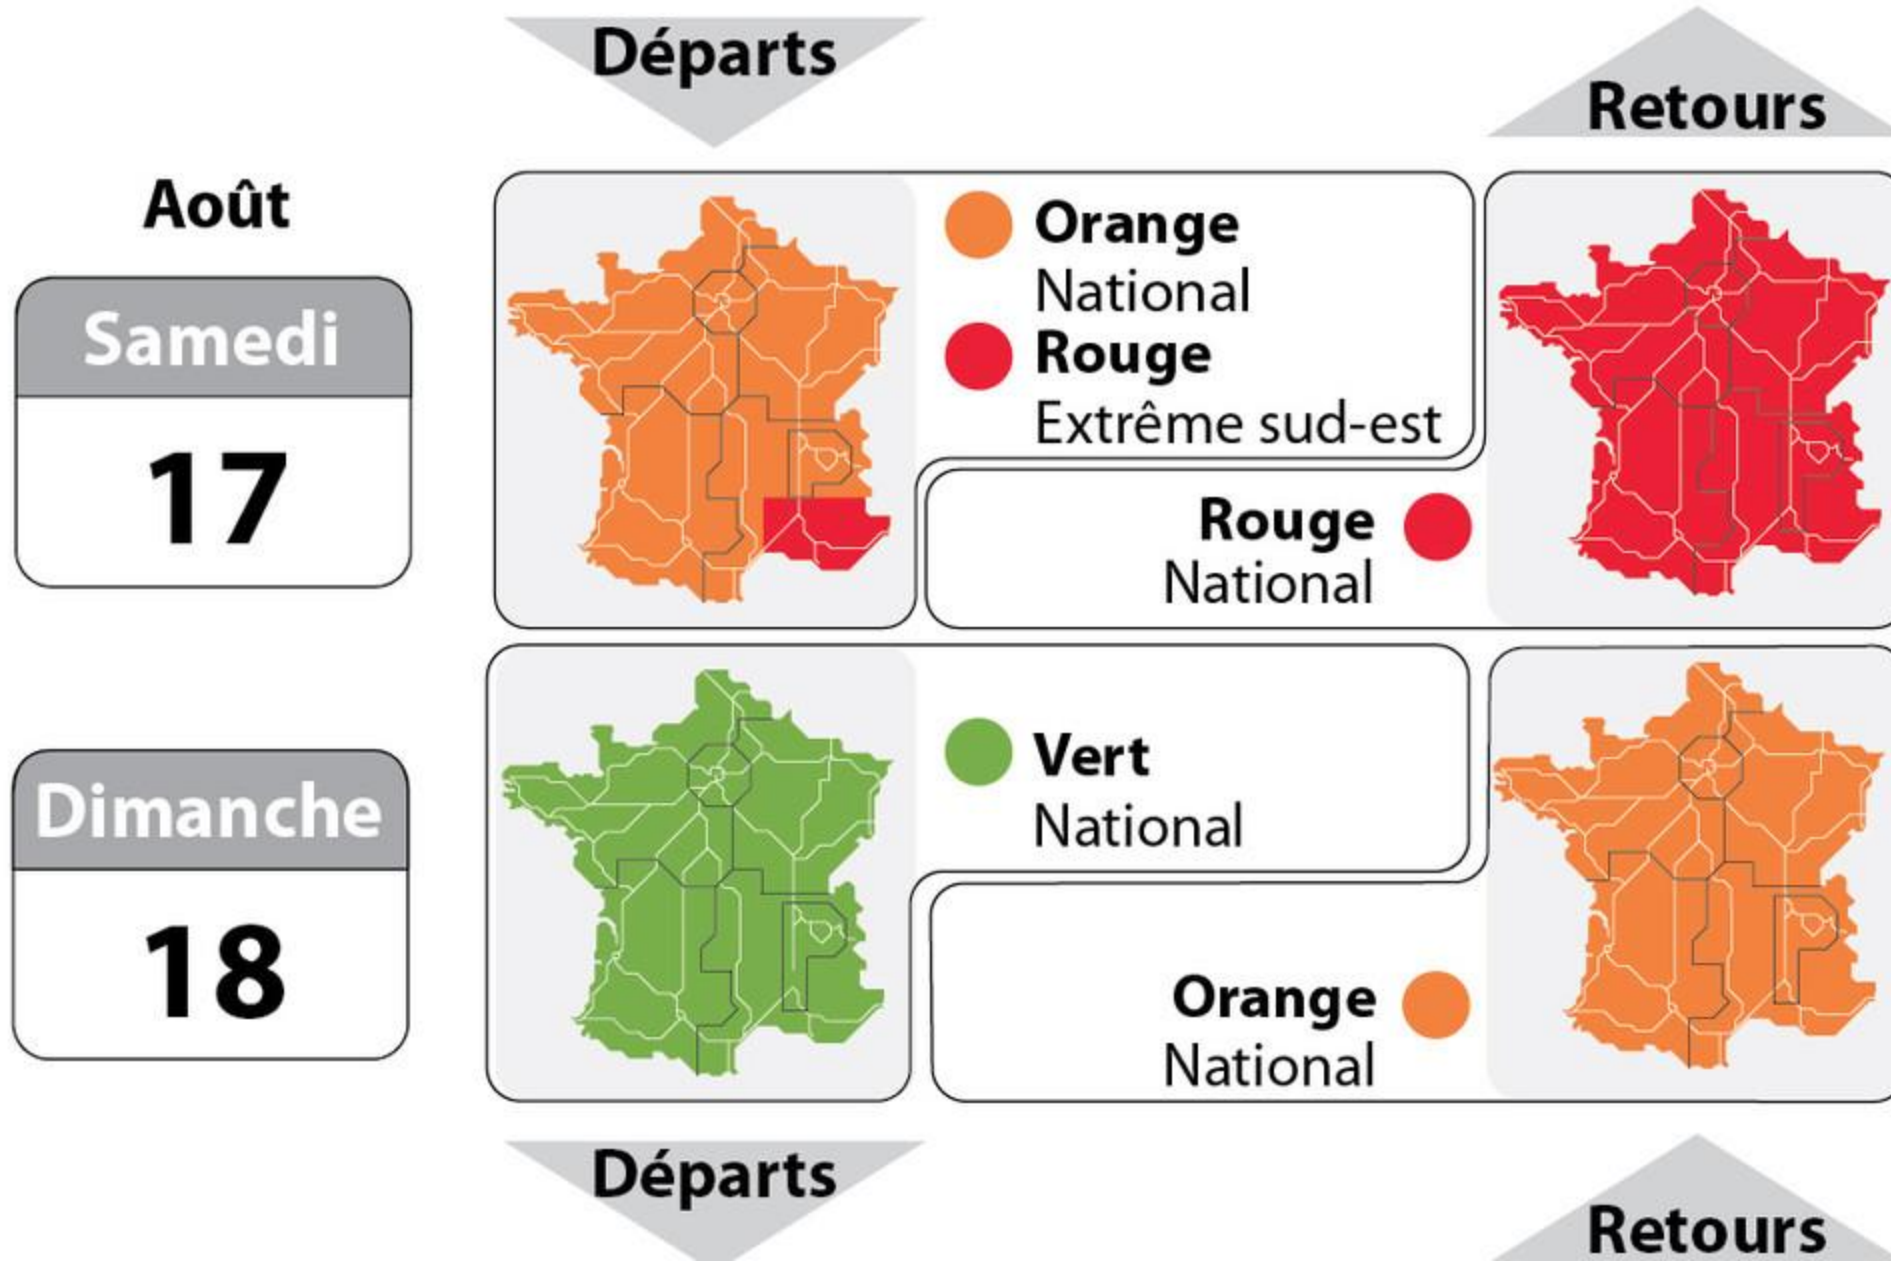 Départs
Retours
Août
Samedi
17
Orange
National
Rouge
Extrême sud-est
Rouge
National
Dimanche
18
Vert
National
Orange
National
Départs
Retours